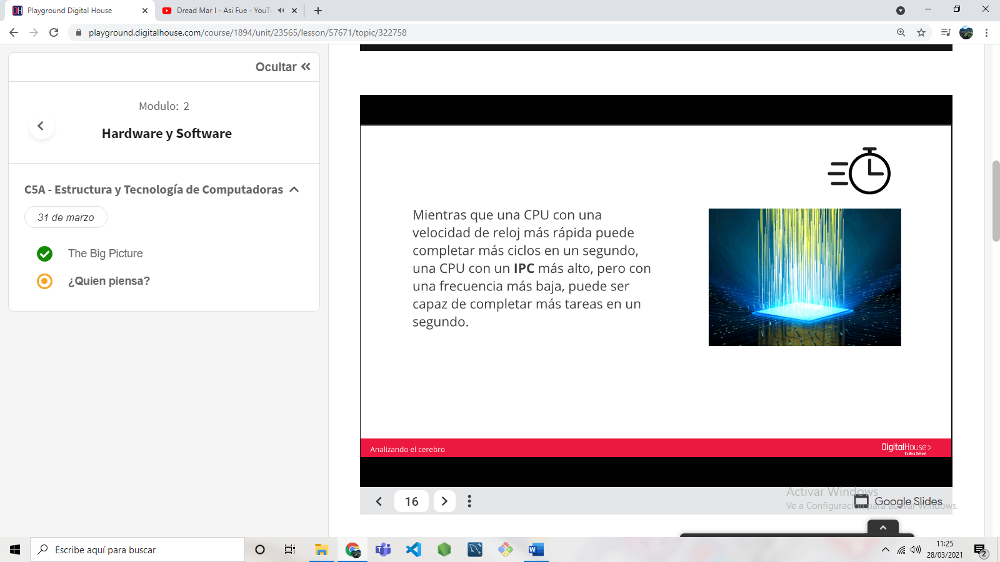 Playground Digital House
Dread Mar I - Asi Fue - YouTu
playground.digitalhouse.com/course/1894/unit/23565/lesson/57671/topic/322758
Ocultar
Modulo: 2
Hardware y Software
C5A - Estructura y Tecnología de Computadoras
31 de marzo
The Big Picture
¿Quien piensa?
Mientras que una CPU con una
velocidad de reloj más rápida puede
completar más ciclos en un segundo,
una CPU con un IPC más alto, pero con
una frecuencia más baja, puede ser
capaz de completar más tareas en un
segundo.
Analizando el cerebro
DigitalHouse>
Coding School
16
Google Slides
Activar Windows
Ve a Configuración para activar Windows.
Escribe aquí para buscar
11:25
28/03/2021
2